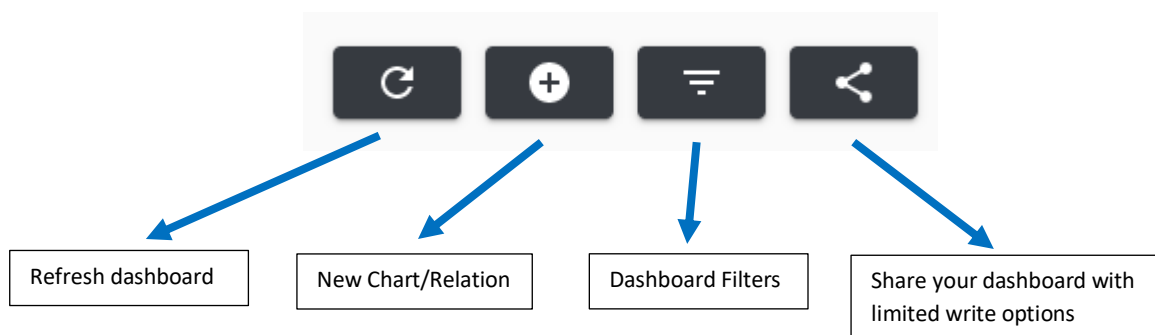 Refresh dashboard
New Chart/Relation
Dashboard Filters
Share your dashboard with
limited write options